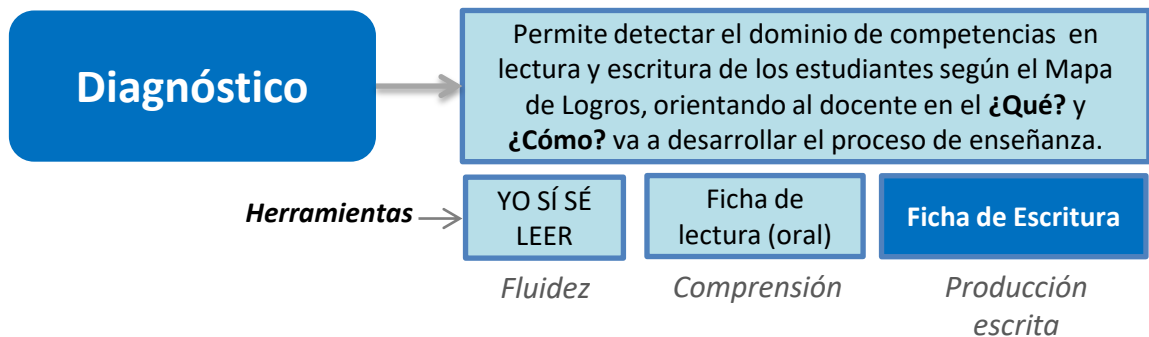 Diagnóstico
Permite detectar el dominio de competencias en
lectura y escritura de los estudiantes según el Mapa
de Logros, orientando al docente en el ¿Qué? y
¿Cómo? va a desarrollar el proceso de enseñanza.
Herramientas
YO SÍ SÉ
LEER
Ficha de
lectura (oral)
Ficha de Escritura
Fluidez
Comprensión
Producción
escrita